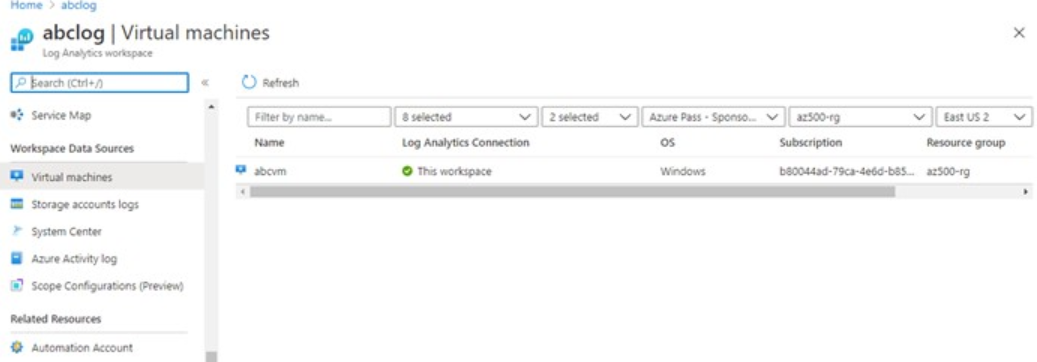 Home > abclog
abclog | Virtual machines
Log Analytics workspace
Search (Ctrl+/)
«
Refresh
Service Map
Filter by name...
8 selected
2 selected
Azure Pass - Sponso...
az500-rg
East US 2
Workspace Data Sources
Name
Log Analytics Connection
OS
Subscription
Resource group
Virtual machines
abcvm
This workspace
Windows
b80044ad-79ca-4e6d-b85...
az500-rg
Storage accounts logs
System Center
Azure Activity log
Scope Configurations (Preview)
Related Resources
Automation Account